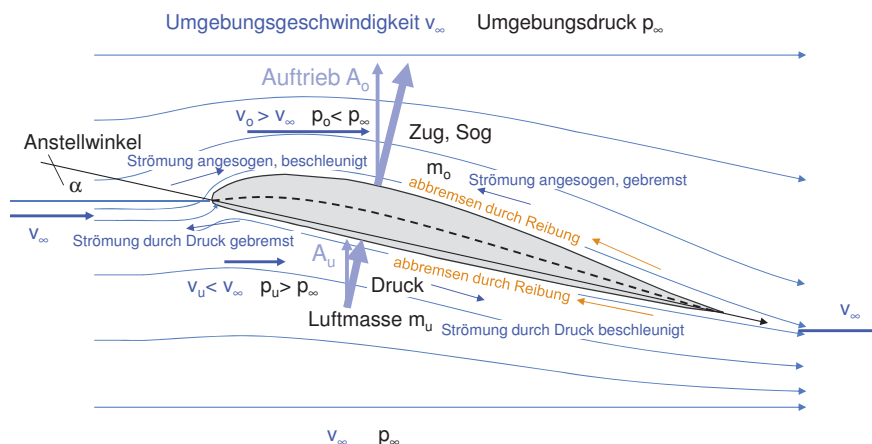 Umgebungsgeschwindigkeit v∞ Umgebungsdruck p∞
Auftrieb Ao
vo > v∞ po< p∞
Zug, Sog
Anstellwinkel
mo
Strömung angesogen, beschleunigt
α
Strömung angesogen, gebremst
abbremsen durch Reibung
v∞
Strömung durch Druck gebremst
Au
abbremsen durch Reibung
vu< v∞ pu> p∞
Druck
v∞
Luftmasse mu
Strömung durch Druck beschleunigt
v∞ p∞